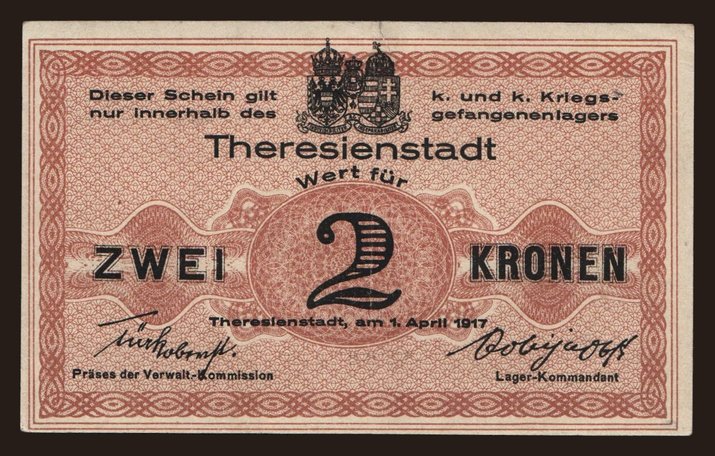 Dieser Schein gilt k. und k. Kriegs-
nur innerhalb des gefangenenlagers
Theresienstadt
Wert für
ZWEI 2 KRONEN
Theresienstadt, am 1. April 1917
Präses der Verwalt.-Kommission Lager-Kommandant